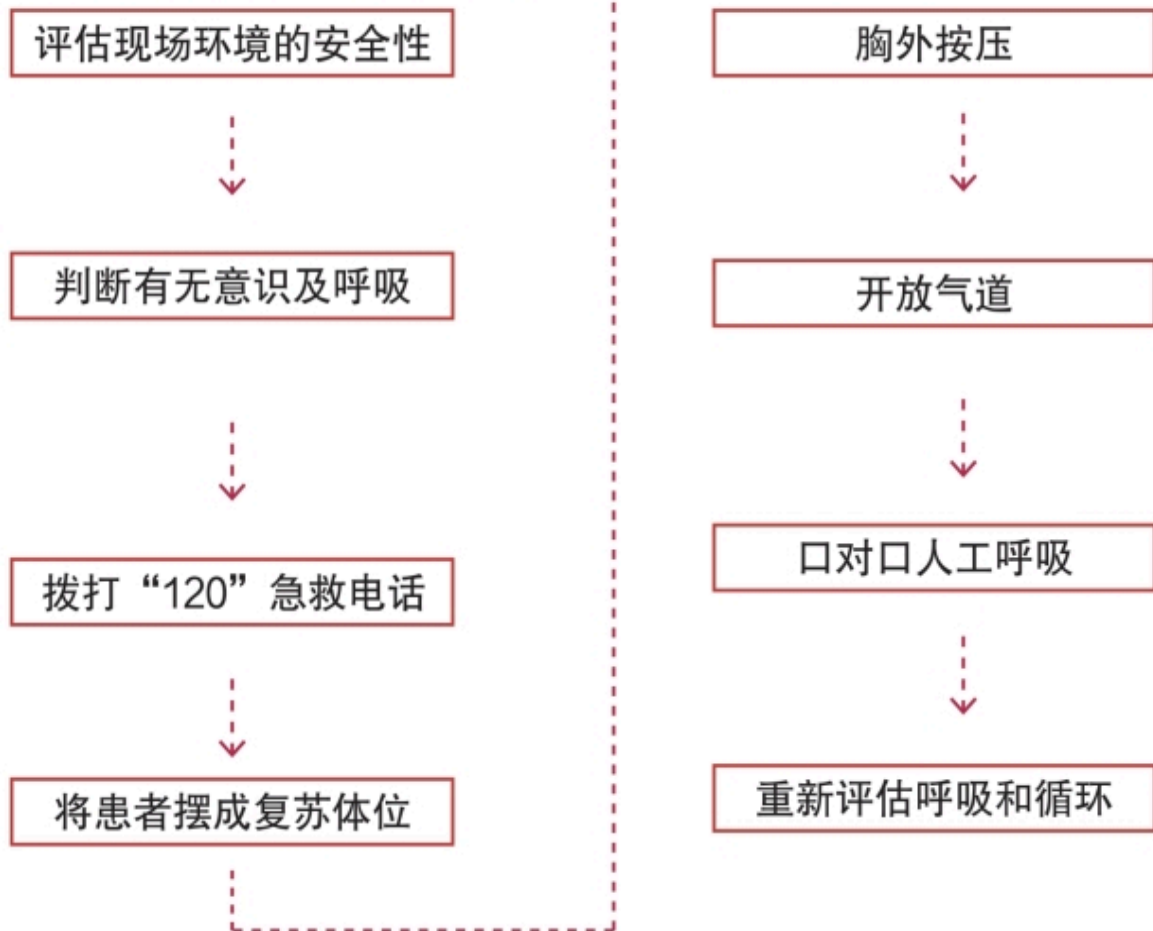 评估现场环境的安全性
判断有无意识及呼吸
拨打“120”急救电话
将患者摆成复苏体位
胸外按压
开放气道
口对口人工呼吸
重新评估呼吸和循环